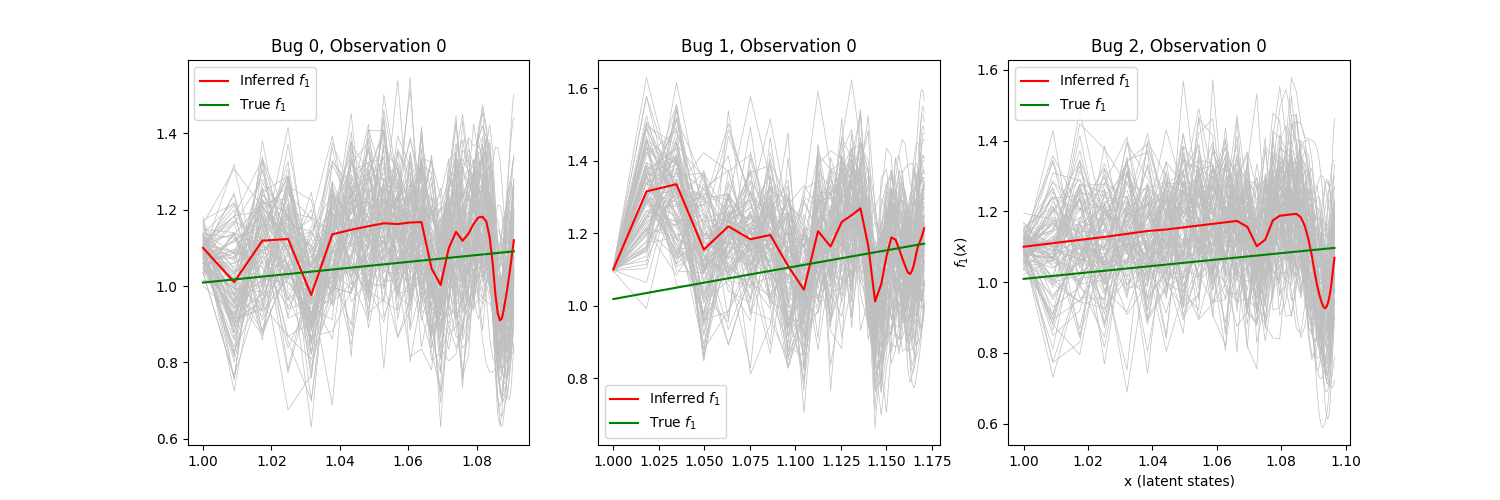 Bug 0, Observation 0
Inferred f₁
True f₁
1.4
1.2
1.0
0.8
0.6
1.00 1.02 1.04 1.06 1.08
Bug 1, Observation 0
1.6
1.4
1.2
1.0
0.8
Inferred f₁
True f₁
1.000 1.025 1.050 1.075 1.100 1.125 1.150 1.175
Bug 2, Observation 0
Inferred f₁
True f₁
f₁(x)
1.6
1.4
1.2
1.0
0.8
0.6
1.00 1.02 1.04 1.06 1.08 1.10
x (latent states)